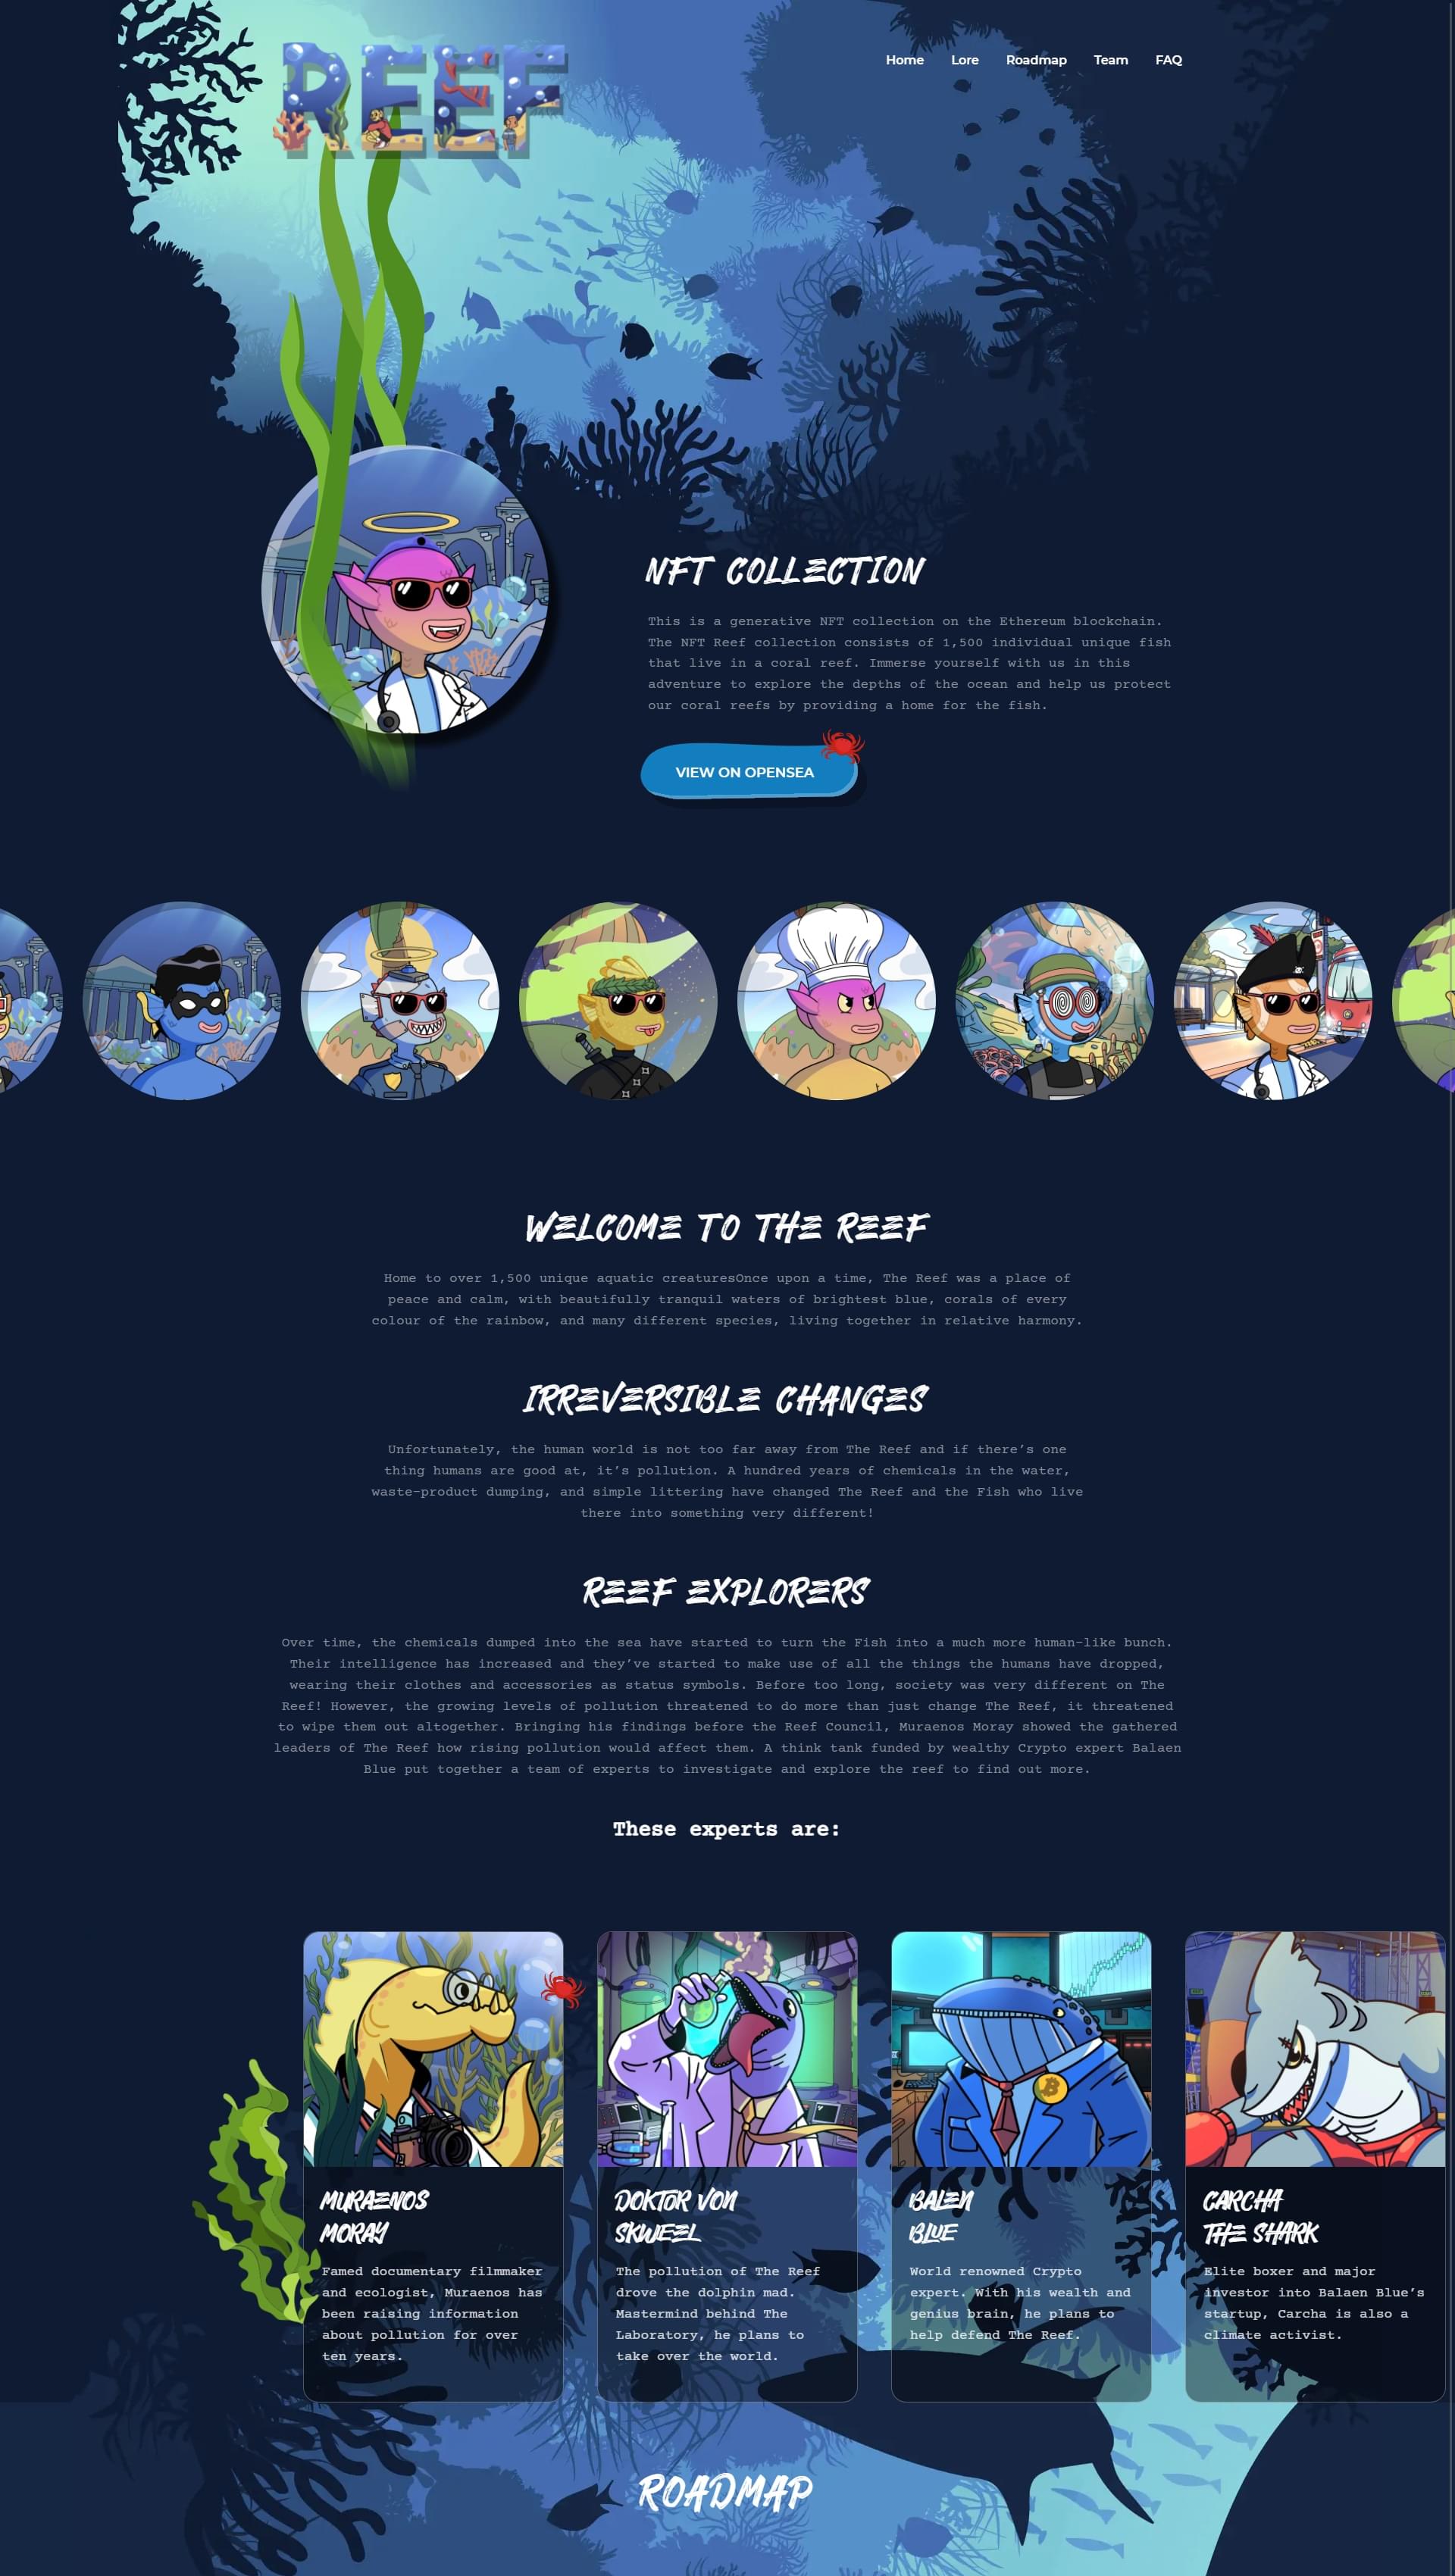 REEF
Home Lore Roadmap Team FAQ
NFT COLLECTION
This is a generative NFT collection on the Ethereum blockchain.
The NFT Reef collection consists of 1,500 individual unique fish
that live in a coral reef. Immerse yourself with us in this
adventure to explore the depths of the ocean and help us protect
our coral reefs by providing a home for the fish.
VIEW ON OPENSEA
WELCOME TO THE REEF
Home to over 1,500 unique aquatic creaturesOnce upon a time, The Reef was a place of
peace and calm, with beautifully tranquil waters of brightest blue, corals of every
colour of the rainbow, and many different species, living together in relative harmony.
IRREVERSIBLE CHANGES
Unfortunately, the human world is not too far away from The Reef and if there’s one
thing humans are good at, it’s pollution. A hundred years of chemicals in the water,
waste-product dumping, and simple littering have changed The Reef and the Fish who live
there into something very different!
REEF EXPLORERS
Over time, the chemicals dumped into the sea have started to turn the Fish into a much more human-like bunch.
Their intelligence has increased and they’ve started to make use of all the things the humans have dropped,
wearing their clothes and accessories as status symbols. Before too long, society was very different on The
Reef! However, the growing levels of pollution threatened to do more than just change The Reef, it threatened
to wipe them out altogether. Bringing his findings before the Reef Council, Muraenos Moray showed the gathered
leaders of The Reef how rising pollution would affect them. A think tank funded by wealthy Crypto expert Balaen
Blue put together a team of experts to investigate and explore the reef to find out more.
These experts are:
MURAENOS
MORAY
Famed documentary filmmaker
and ecologist, Muraenos has
been raising information
about pollution for over
ten years.
DOKTOR VON
SKWEEL
The pollution of The Reef
drove the dolphin mad.
Mastermind behind The
Laboratory, he plans to
take over the world.
BALEN
BLUE
World renowned Crypto
expert. With his wealth and
genius brain, he plans to
help defend The Reef.
CARCHA
THE SHARK
Elite boxer and major
investor into Balaen Blue’s
startup, Carcha is also a
climate activist.
ROADMAP